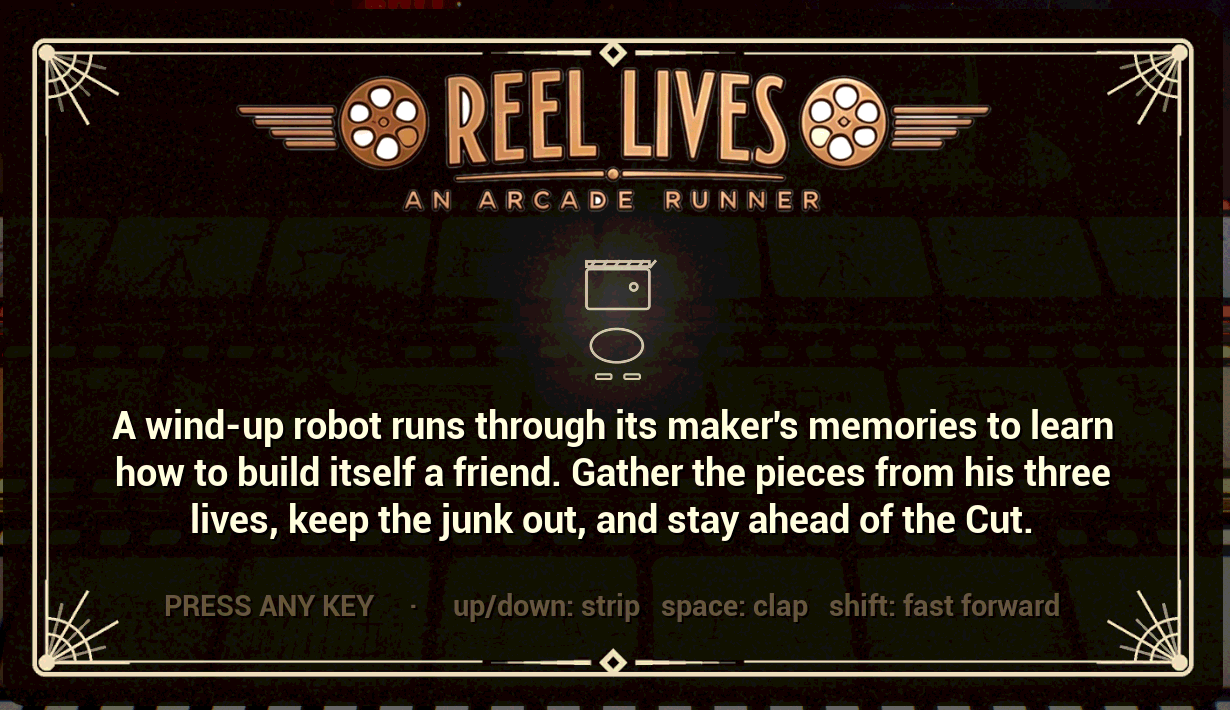 REEL LIVES
AN ARCADE RUNNER
A wind-up robot runs through its maker's memories to learn
how to build itself a friend. Gather the pieces from his three
lives, keep the junk out, and stay ahead of the Cut.
PRESS ANY KEY · up/down: strip space: clap shift: fast forward